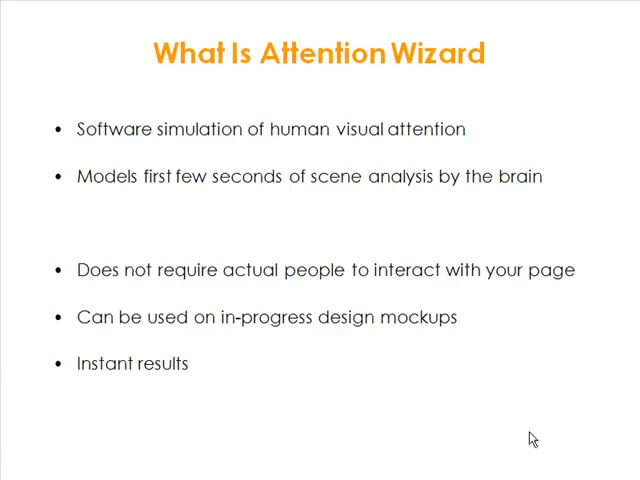 What Is Attention Wizard
• Software simulation of human visual attention
• Models first few seconds of scene analysis by the brain
• Does not require actual people to interact with your page
• Can be used on in-progress design mockups
• Instant results